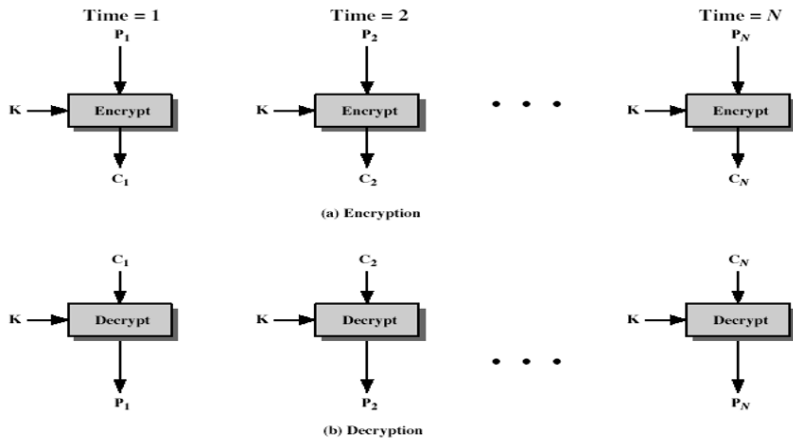 Time = 1 Time = 2 Time = N
P1 P2 PN
K Encrypt K Encrypt K Encrypt
C1 C2 CN
(a) Encryption
C1 C2 CN
K Decrypt K Decrypt K Decrypt
P1 P2 PN
(b) Decryption